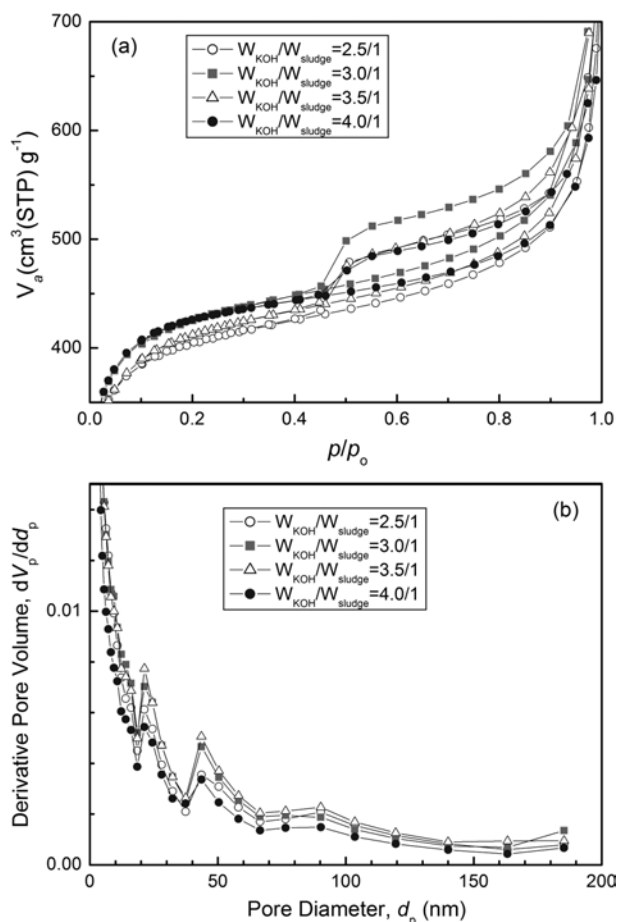 (a)
W_KOH/W_sludge=2.5/1
W_KOH/W_sludge=3.0/1
W_KOH/W_sludge=3.5/1
W_KOH/W_sludge=4.0/1
700
600
500
400
V_a(cm³(STP) g⁻¹)
0.0 0.2 0.4 0.6 0.8 1.0
p/p_o
(b)
W_KOH/W_sludge=2.5/1
W_KOH/W_sludge=3.0/1
W_KOH/W_sludge=3.5/1
W_KOH/W_sludge=4.0/1
0.01
0.00
Derivative Pore Volume, dV_p/dd_p
0 50 100 150 200
Pore Diameter, d_p (nm)